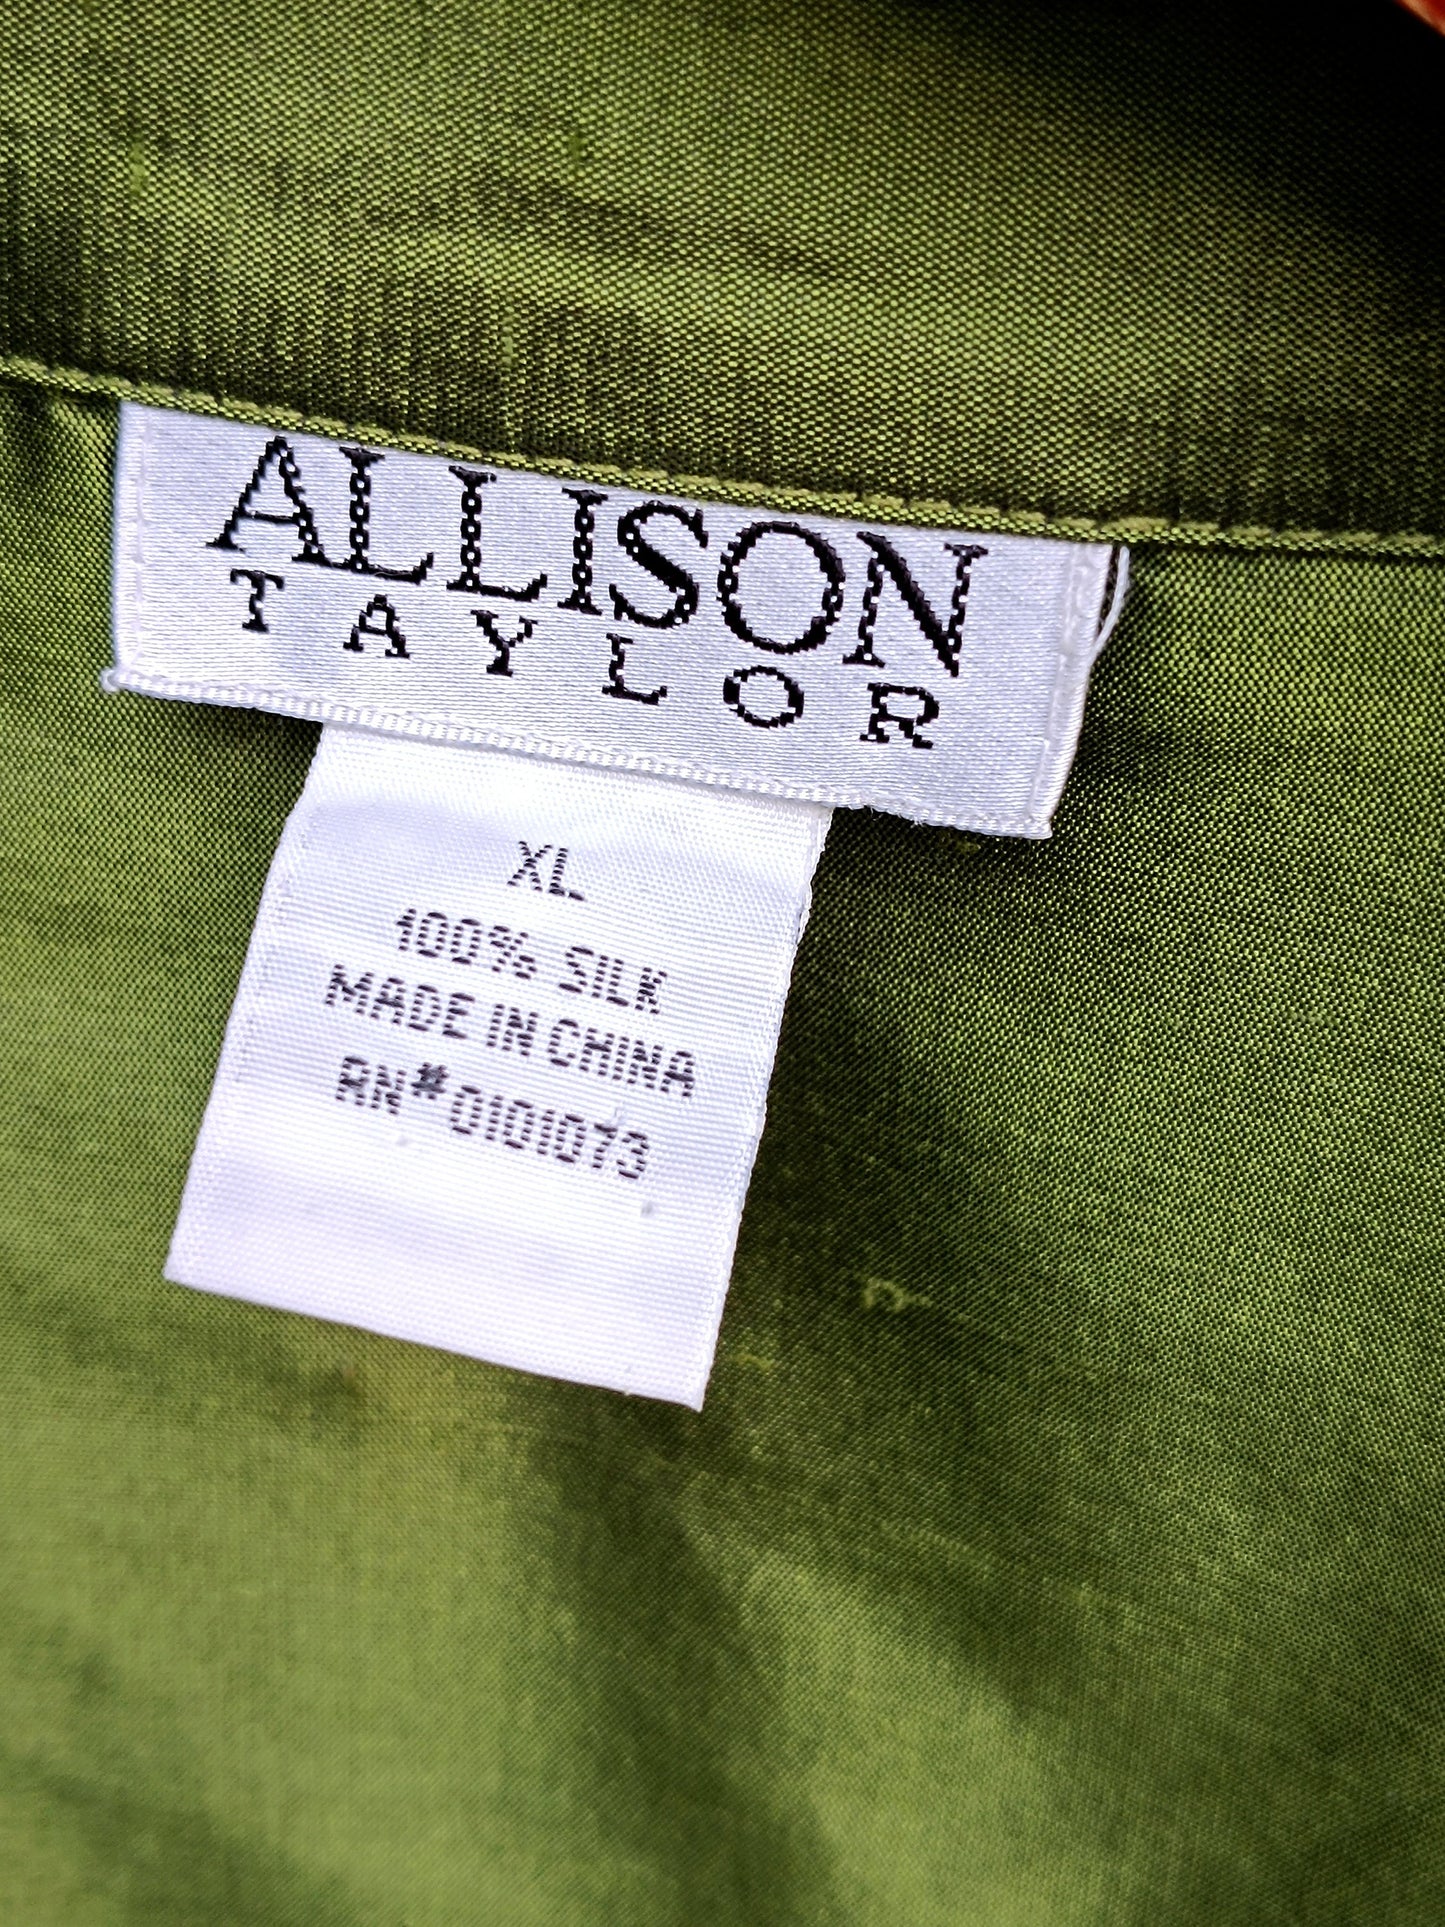 ALLISON
TAYLOR
XL
100% SILK
MADE IN CHINA
RN#0101073